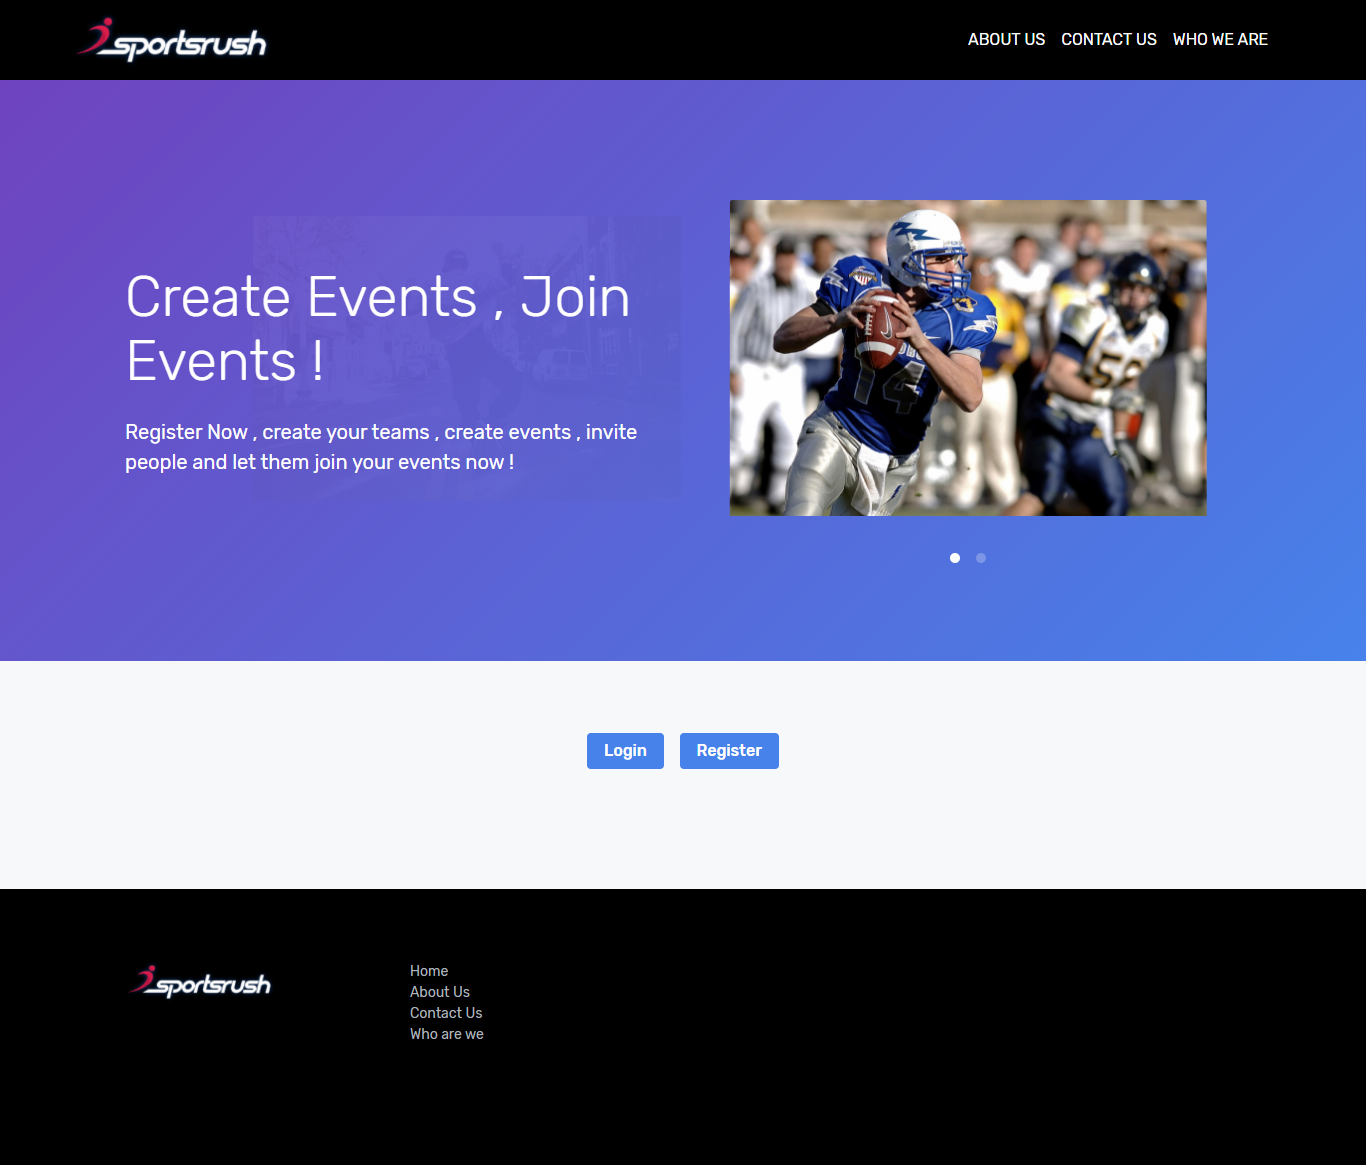 sportsrush
ABOUT US CONTACT US WHO WE ARE
Create Events , Join
Events !
Register Now , create your teams , create events , invite
people and let them join your events now !
14
Login Register
sportsrush
Home
About Us
Contact Us
Who are we